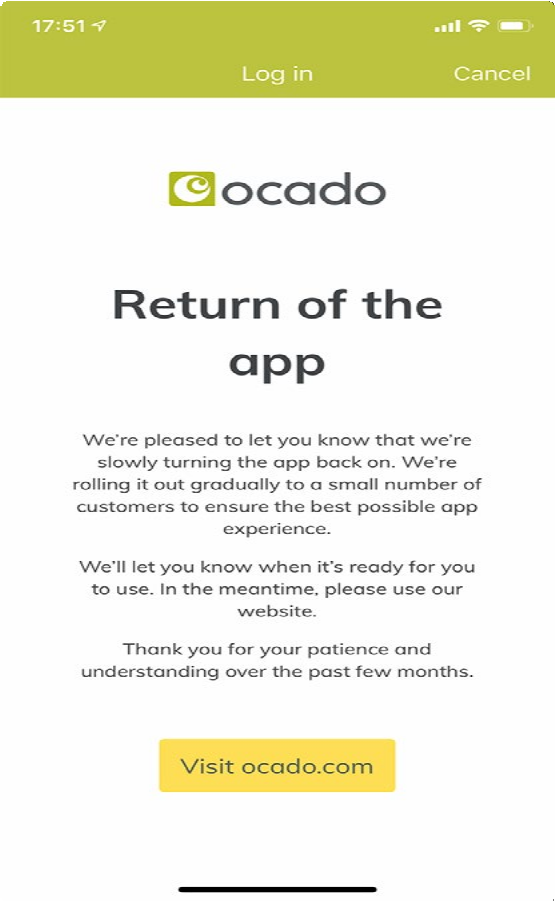 17:51
Log in
Cancel
ocado
Return of the
app
We're pleased to let you know that we're
slowly turning the app back on. We're
rolling it out gradually to a small number of
customers to ensure the best possible app
experience.
We'll let you know when it's ready for you
to use. In the meantime, please use our
website.
Thank you for your patience and
understanding over the past few months.
Visit ocado.com